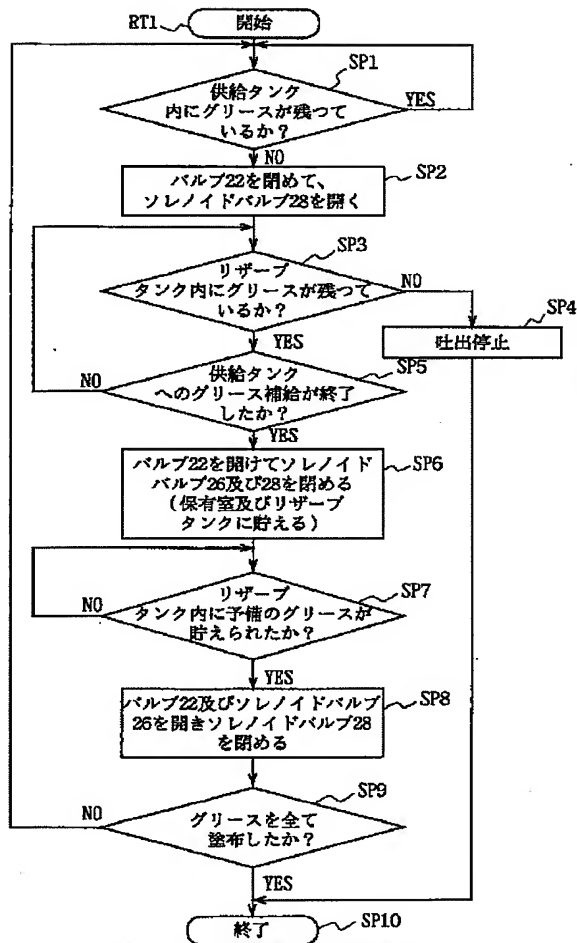 RT1
開始
SP1
供給タンク
内にグリースが残つて
いるか？
YES
NO
SP2
バルブ22を閉めて、
ソレノイドバルブ28を開く
SP3
リザーブ
タンク内にグリースが残つて
いるか？
NO
YES
SP4
吐出停止
SP5
供給タンク
へのグリース補給が終了
したか？
NO
YES
SP6
バルブ22を開けてソレノイド
バルブ26及び28を閉める
（保有室及びリザーブ
タンクに貯える）
SP7
リザーブ
タンク内に予備のグリースが
貯えられたか？
NO
YES
SP8
バルブ22及びソレノイドバルブ
26を開きソレノイドバルブ28
を閉める
SP9
グリースを全て
塗布したか？
NO
YES
終了
SP10